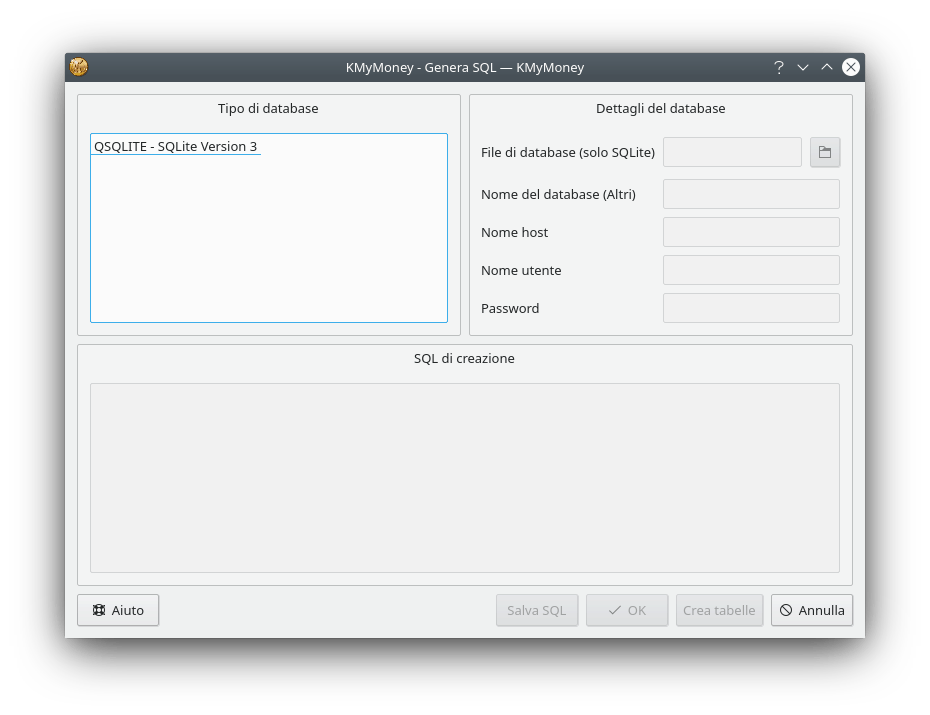 KMyMoney - Genera SQL — KMyMoney
Tipo di database
QSQLITE - SQLite Version 3
Dettagli del database
File di database (solo SQLite)
Nome del database (Altri)
Nome host
Nome utente
Password
SQL di creazione
Aiuto
Salva SQL
OK
Crea tabelle
Annulla